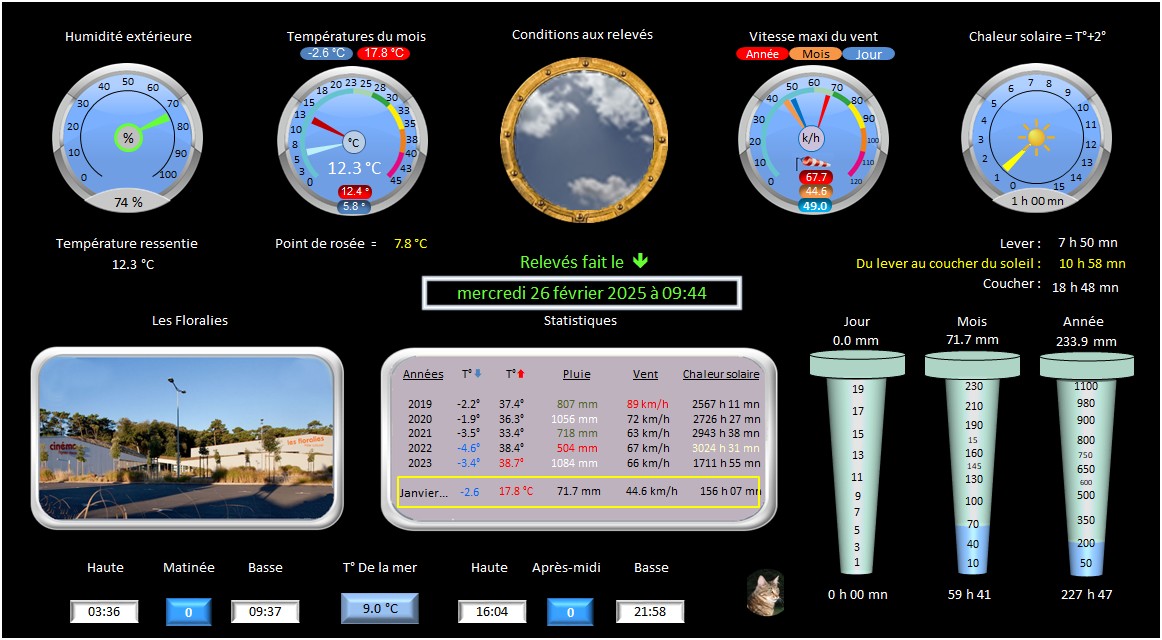 Humidité extérieure
Températures du mois
Conditions aux relevés
Vitesse maxi du vent
Chaleur solaire = T°+2°
-2.6 °C 17.8 °C
Année Mois Jour
0 10 20 30 40 50 60 70 80 90 100
%
74 %
0 3 5 8 10 13 15 18 20 23 25 28 30 33 35 38 40 43 45
°C
12.3 °C
12.4 °
5.8 °
0 10 20 30 40 50 60 70 80 90 100 110 120
k/h
67.7
44.6
49.0
0 1 2 3 4 5 6 7 8 9 10 11 12 13 14 15
1 h 00 mn
Température ressentie
12.3 °C
Point de rosée = 7.8 °C
Lever : 7 h 50 mn
Du lever au coucher du soleil : 10 h 58 mn
Coucher : 18 h 48 mn
Relevés fait le
mercredi 26 février 2025 à 09:44
Les Floralies
cinéma
les floralies
Statistiques
Années T° T° Pluie Vent Chaleur solaire
2019 -2.2° 37.4° 807 mm 89 km/h 2567 h 11 mn
2020 -1.9° 36.3° 1056 mm 72 km/h 2726 h 27 mn
2021 -3.5° 33.4° 718 mm 63 km/h 2943 h 38 mn
2022 -4.6° 38.4° 504 mm 67 km/h 3024 h 31 mn
2023 -3.4° 38.7° 1084 mm 66 km/h 1711 h 55 mn
Janvier... -2.6 17.8 °C 71.7 mm 44.6 km/h 156 h 07 mn
Jour
0.0 mm
19
17
15
13
11
9
7
5
3
1
0 h 00 mn
Mois
71.7 mm
230
210
190
15
160
145
130
100
70
40
10
59 h 41
Année
233.9 mm
1100
980
900
800
750
650
600
500
350
200
50
227 h 47
Haute Matinée Basse
03:36 0 09:37
T° De la mer
9.0 °C
Haute Après-midi Basse
16:04 0 21:58